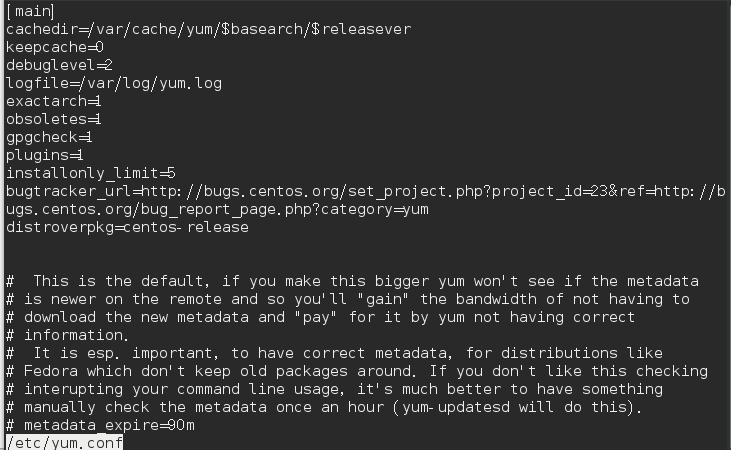 [main]
cachedir=/var/cache/yum/$basearch/$releasever
keepcache=0
debuglevel=2
logfile=/var/log/yum.log
exactarch=1
obsoletes=1
gpgcheck=1
plugins=1
installonly_limit=5
bugtracker_url=http://bugs.centos.org/set_project.php?project_id=23&ref=http://b
ugs.centos.org/bug_report_page.php?category=yum
distroverpkg=centos-release
#  This is the default, if you make this bigger yum won't see if the metadata
# is newer on the remote and so you'll "gain" the bandwidth of not having to
# download the new metadata and "pay" for it by yum not having correct
# information.
#  It is esp. important, to have correct metadata, for distributions like
# Fedora which don't keep old packages around. If you don't like this checking
# interupting your command line usage, it's much better to have something
# manually check the metadata once an hour (yum-updatesd will do this).
# metadata_expire=90m
/etc/yum.conf